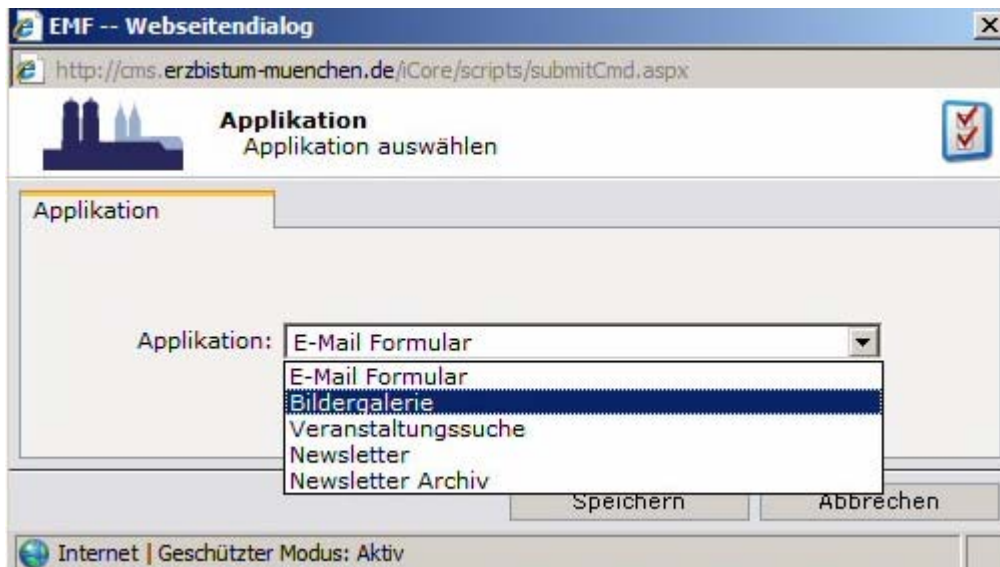 EMF -- Webseitendialog
http://cms.erzbistum-muenchen.de/iCore/scripts/submitCmd.aspx
Applikation
Applikation auswählen
Applikation
Applikation: E-Mail Formular
E-Mail Formular
Bildergalerie
Veranstaltungssuche
Newsletter
Newsletter Archiv
Speichern Abbrechen
Internet | Geschützter Modus: Aktiv